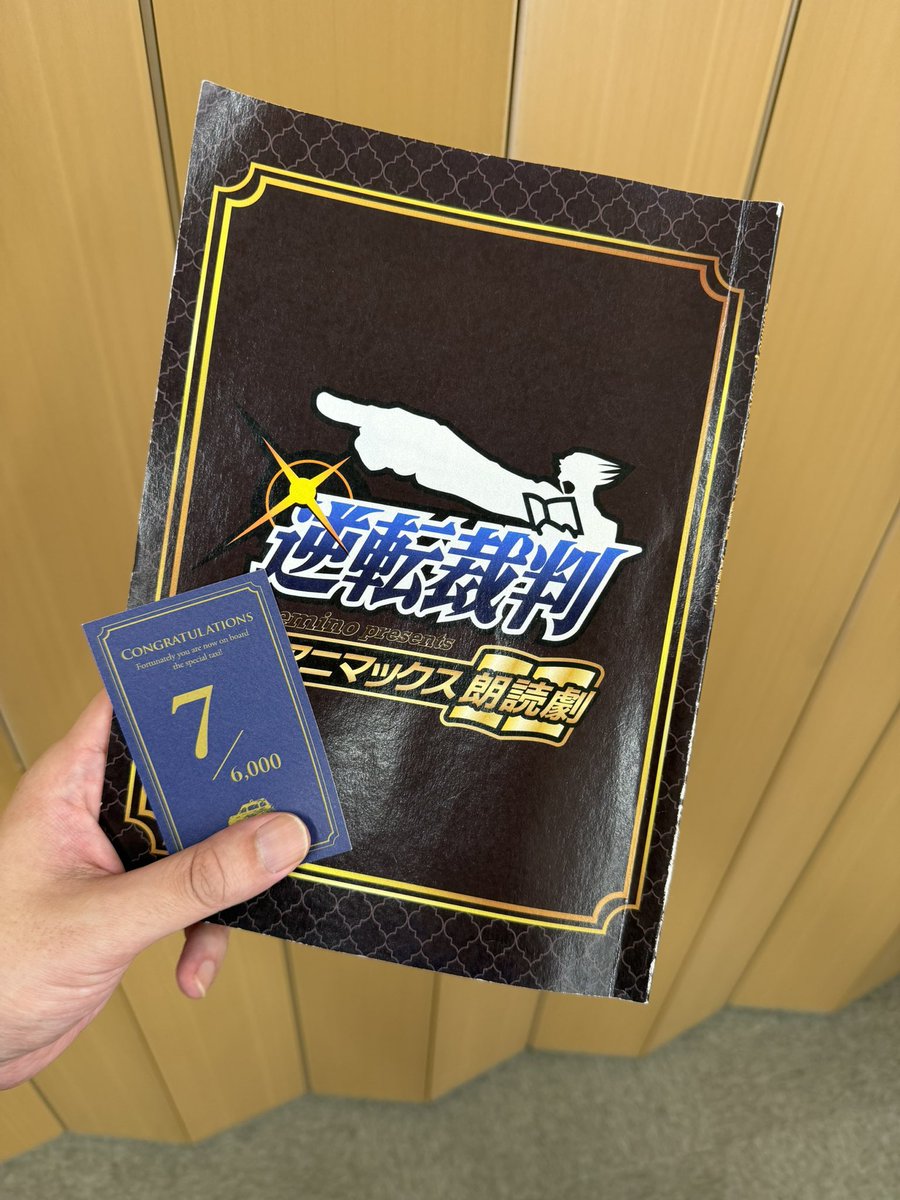 逆転裁判
emino presents
マニマックス朗読劇
CONGRATULATIONS
Fortunately you are now on board
the special taxi!
7/6,000